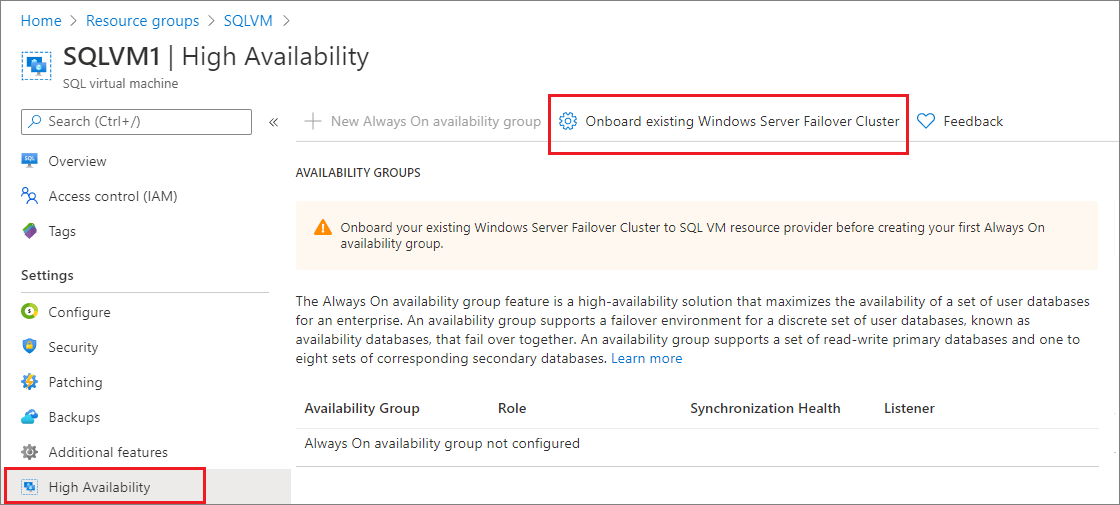 Home > Resource groups > SQLVM >
SQLVM1 | High Availability
SQL virtual machine
Search (Ctrl+/)
«
Overview
Access control (IAM)
Tags
Settings
Configure
Security
Patching
Backups
Additional features
High Availability
New Always On availability group
Onboard existing Windows Server Failover Cluster
Feedback
AVAILABILITY GROUPS
Onboard your existing Windows Server Failover Cluster to SQL VM resource provider before creating your first Always On
availability group.
The Always On availability group feature is a high-availability solution that maximizes the availability of a set of user databases
for an enterprise. An availability group supports a failover environment for a discrete set of user databases, known as
availability databases, that fail over together. An availability group supports a set of read-write primary databases and one to
eight sets of corresponding secondary databases. Learn more
Availability Group Role Synchronization Health Listener
Always On availability group not configured